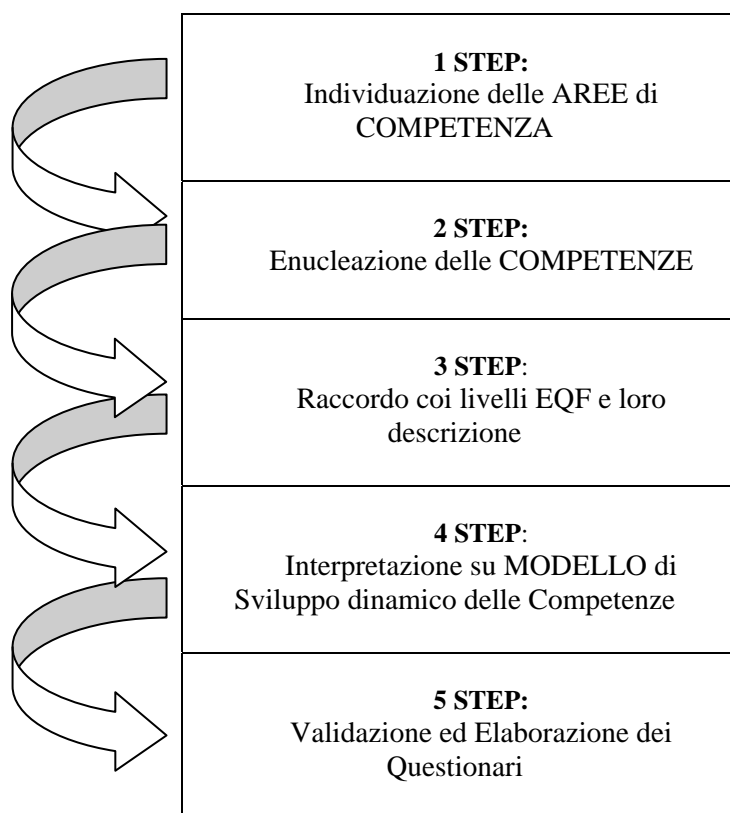 1 STEP:
Individuazione delle AREE di
COMPETENZA
2 STEP:
Enucleazione delle COMPETENZE
3 STEP:
Raccordo coi livelli EQF e loro
descrizione
4 STEP:
Interpretazione su MODELLO di
Sviluppo dinamico delle Competenze
5 STEP:
Validazione ed Elaborazione dei
Questionari